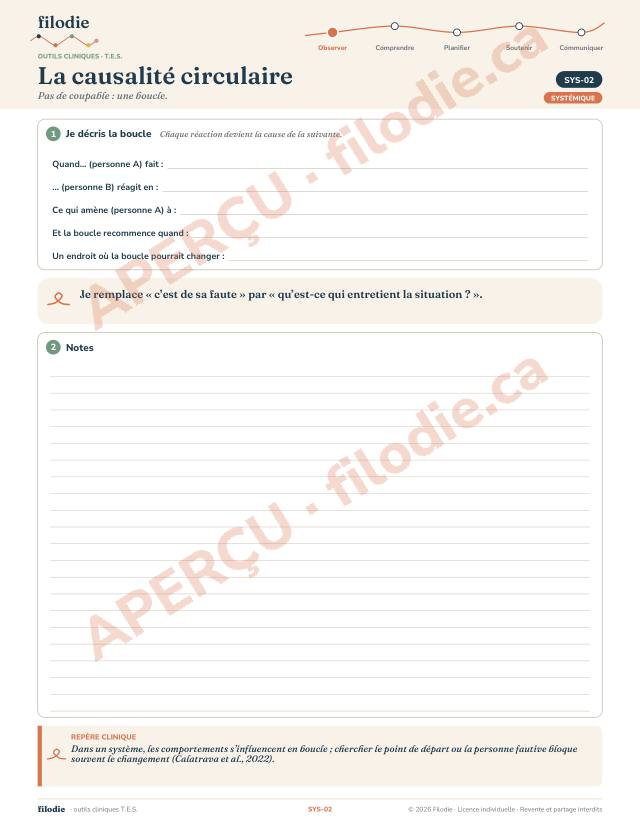 filodie
OUTILS CLINIQUES · T.E.S.
Observer Comprendre Planifier Soutenir Communiquer
La causalité circulaire
Pas de coupable : une boucle.
SYS-02
SYSTÉMIQUE
1 Je décris la boucle Chaque réaction devient la cause de la suivante.
Quand... (personne A) fait :
... (personne B) réagit en :
Ce qui amène (personne A) à :
Et la boucle recommence quand :
Un endroit où la boucle pourrait changer :
APERÇU · filodie.ca
Je remplace « c'est de sa faute » par « qu'est-ce qui entretient la situation ? ».
2 Notes
APERÇU · filodie.ca
REPÈRE CLINIQUE
Dans un système, les comportements s'influencent en boucle ; chercher le point de départ ou la personne fautive bloque
souvent le changement (Calatrava et al., 2022).
filodie · outils cliniques T.E.S. SYS-02 © 2026 Filodie · Licence individuelle · Revente et partage interdits